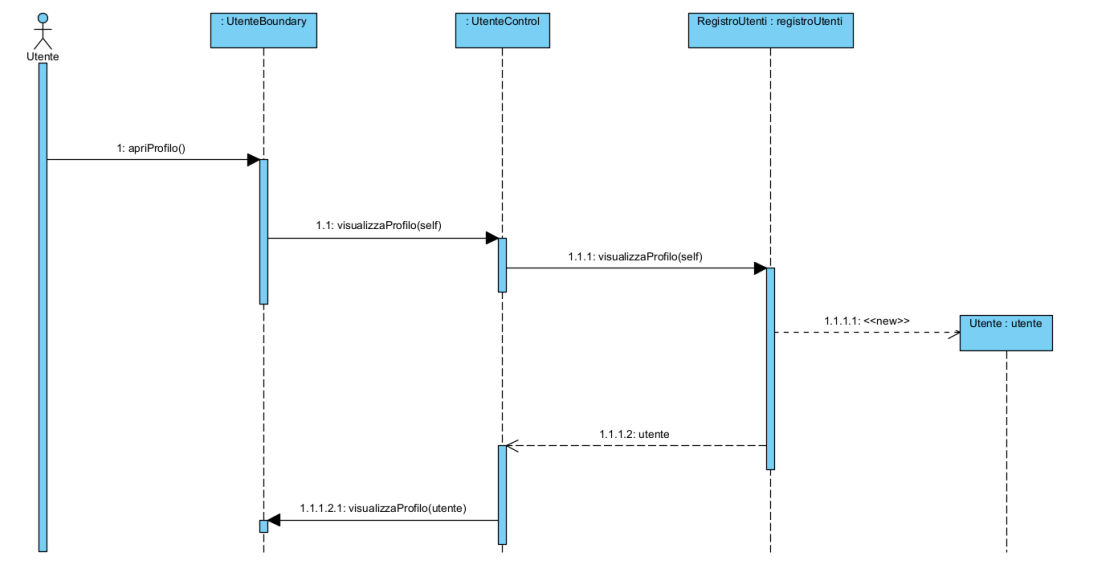 : UtenteBoundary
: UtenteControl
RegistroUtenti : registroUtenti
Utente
1: apriProfilo()
1.1: visualizzaProfilo(self)
1.1.1: visualizzaProfilo(self)
1.1.1.1: <<new>>
Utente : utente
1.1.1.2: utente
1.1.1.2.1: visualizzaProfilo(utente)